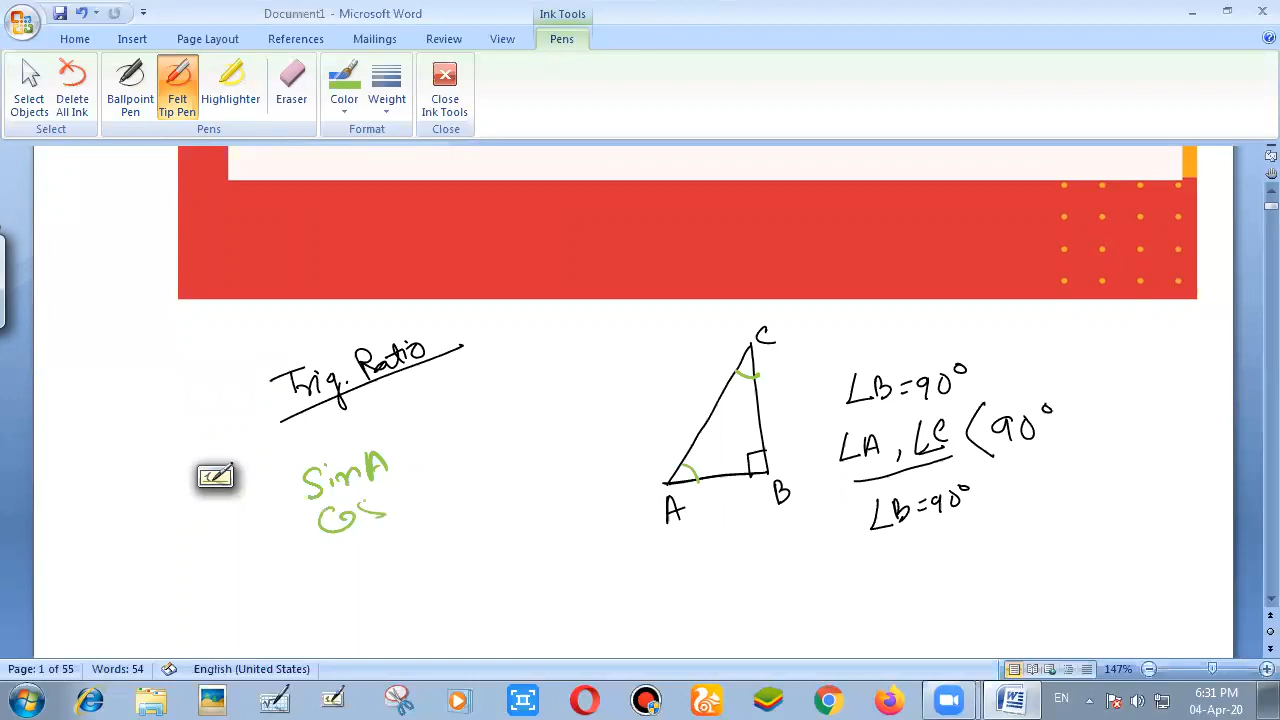 Document1 - Microsoft Word
Ink Tools
Home Insert Page Layout References Mailings Review View Pens
Select Objects
Delete All Ink
Ballpoint Pen
Felt Tip Pen
Highlighter
Eraser
Color
Weight
Close Ink Tools
Select Pens Format Close
Trig. Ratio
C
∠B=90°
∠A, ∠C < 90°
Sin A
A
B
∠B=90°
Cos
Page: 1 of 55 Words: 54 English (United States) 147%
EN
6:31 PM
04-Apr-20